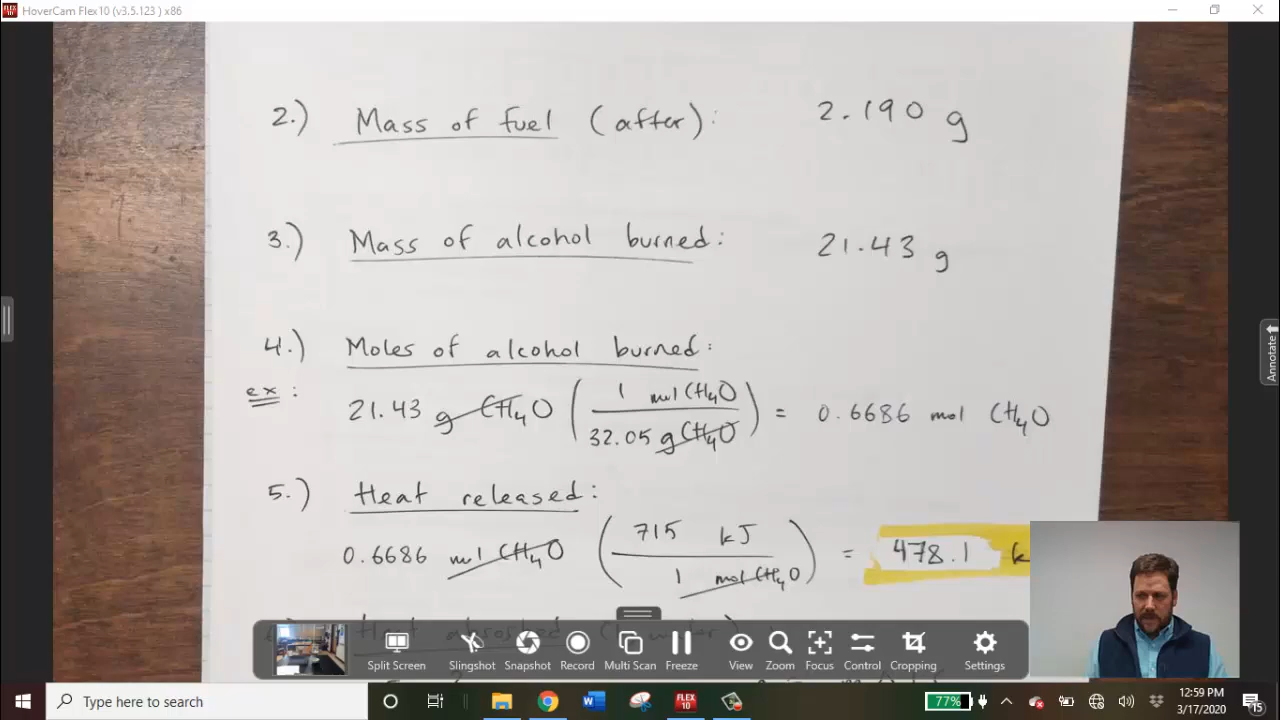 HoverCam Flex10 (v3.5.123) x86
2.) Mass of fuel (after): 2.190 g
3.) Mass of alcohol burned: 21.43 g
4.) Moles of alcohol burned:
ex: 21.43 g CH4O ( 1 mol CH4O / 32.05 g CH4O ) = 0.6686 mol CH4O
5.) Heat released:
0.6686 mol CH4O ( 715 kJ / 1 mol CH4O ) = 478.1 k
Annotate
Split Screen Slingshot Snapshot Record Multi Scan Freeze View Zoom Focus Control Cropping Settings
Type here to search
77%
12:59 PM
3/17/2020
15